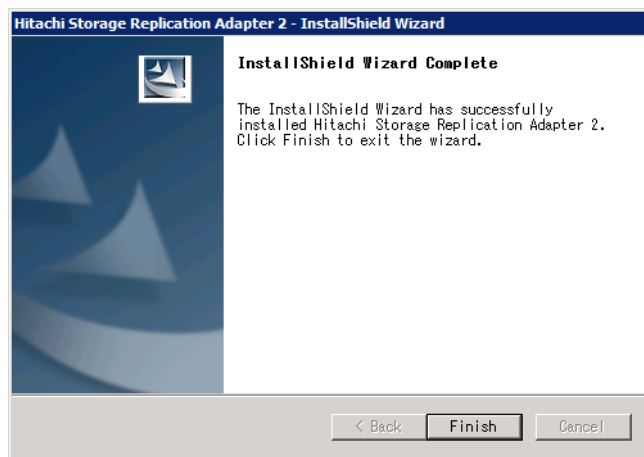 Hitachi Storage Replication Adapter 2 - InstallShield Wizard
InstallShield Wizard Complete
The InstallShield Wizard has successfully
installed Hitachi Storage Replication Adapter 2.
Click Finish to exit the wizard.
< Back
Finish
Cancel